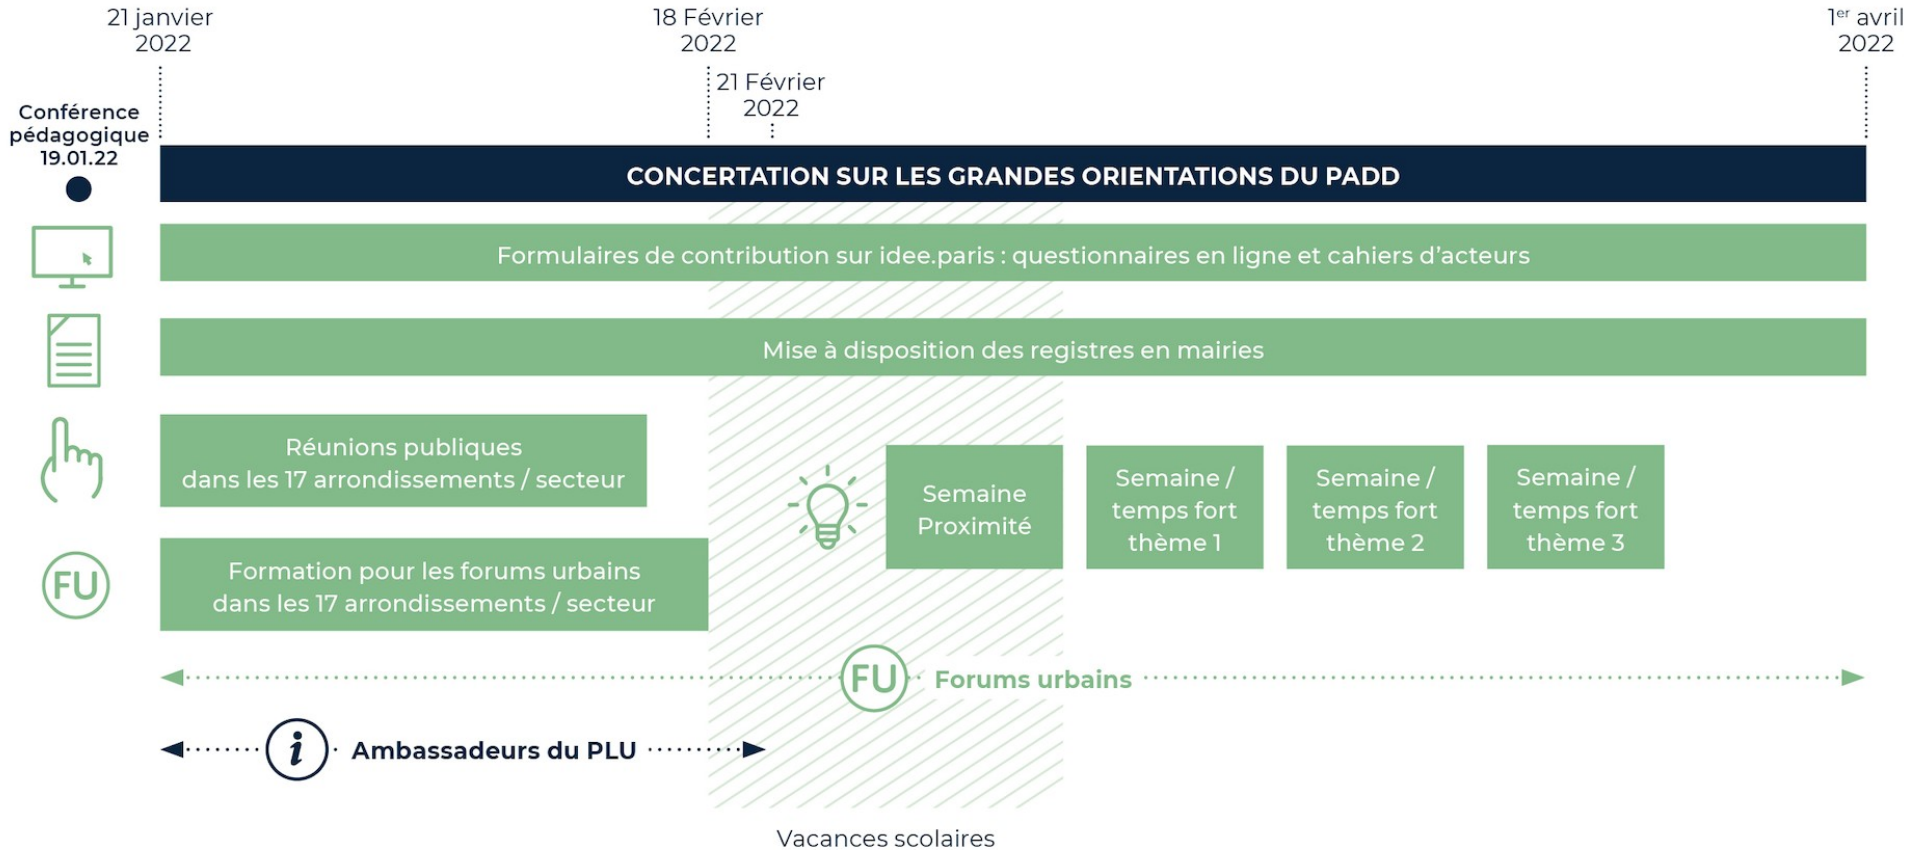 21 janvier
2022
18 Février
2022
1er avril
2022
21 Février
2022
Conférence
pédagogique
19.01.22
CONCERTATION SUR LES GRANDES ORIENTATIONS DU PADD
Formulaires de contribution sur idee.paris : questionnaires en ligne et cahiers d’acteurs
Mise à disposition des registres en mairies
Réunions publiques
dans les 17 arrondissements / secteur
Semaine
Proximité
Semaine /
temps fort
thème 1
Semaine /
temps fort
thème 2
Semaine /
temps fort
thème 3
FU
Formation pour les forums urbains
dans les 17 arrondissements / secteur
FU
Forums urbains
i
Ambassadeurs du PLU
Vacances scolaires